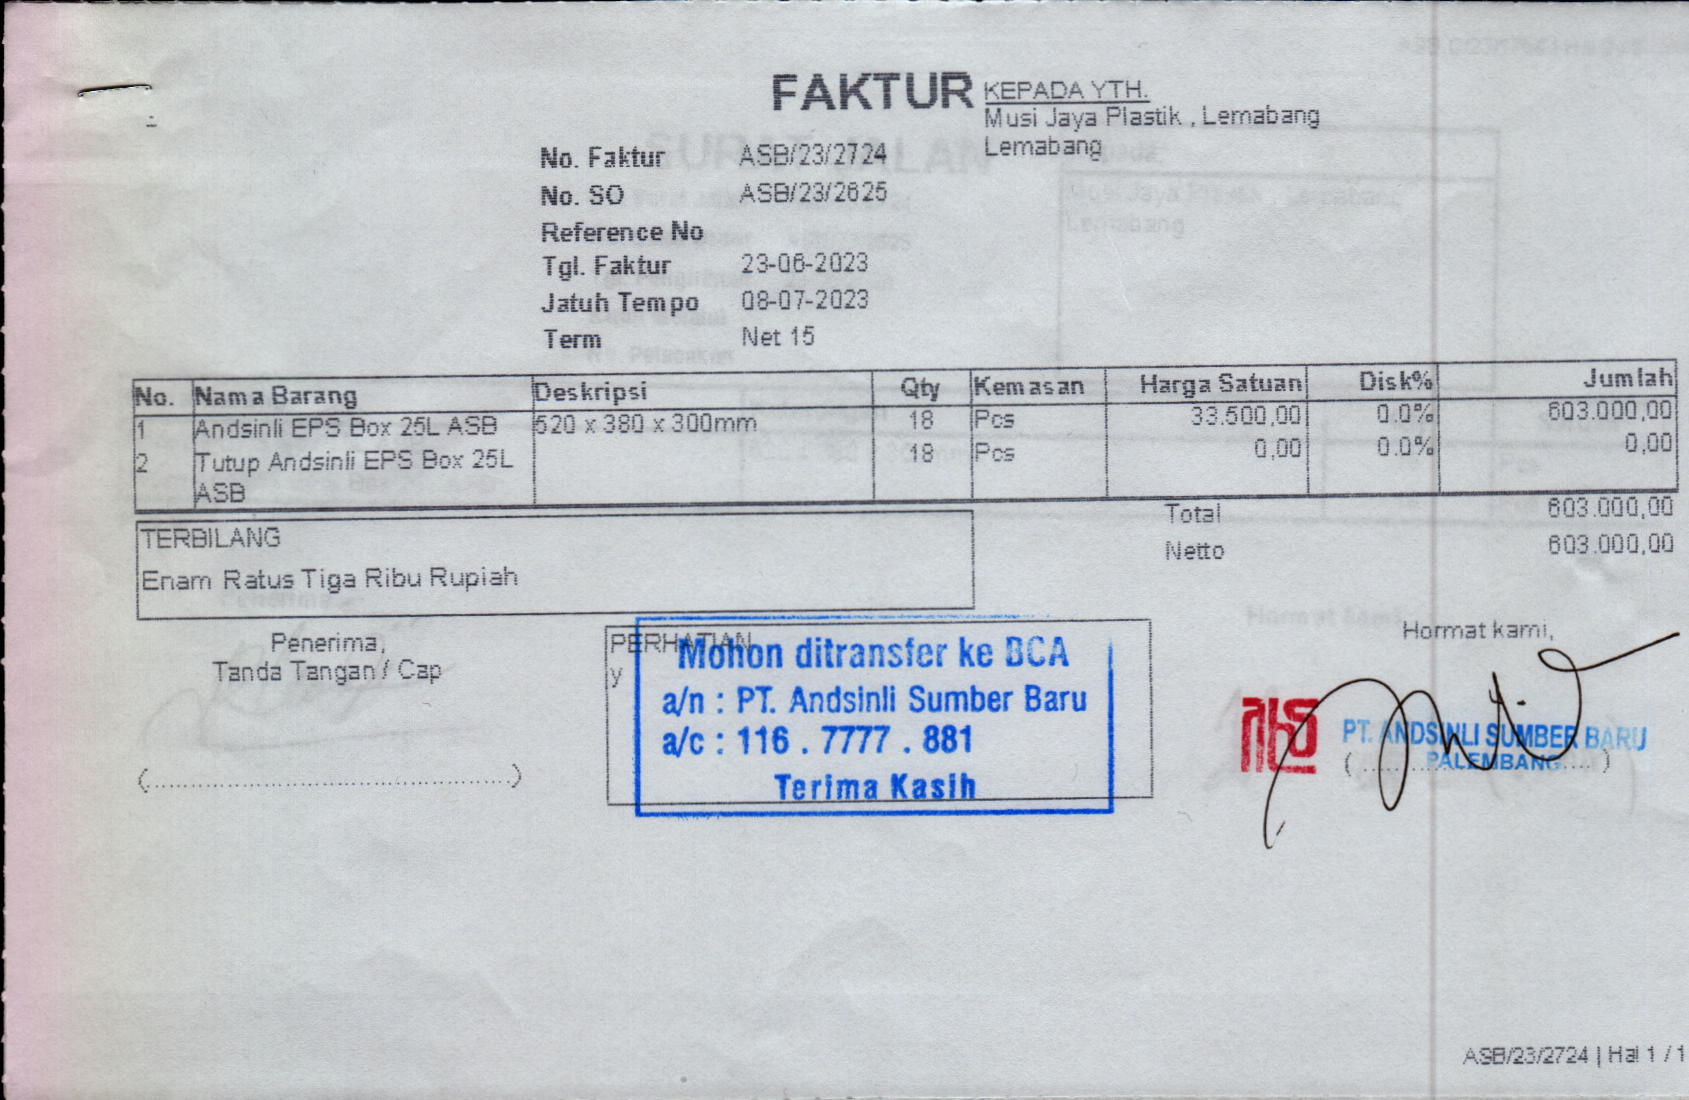 FAKTUR
KEPADA YTH.
Musi Jaya Plastik , Lemabang
Lemabang
No. Faktur ASB/23/2724
No. SO ASB/23/2625
Reference No
Tgl. Faktur 23-06-2023
Jatuh Tempo 08-07-2023
Term Net 15
No. Nama Barang Deskripsi Qty Kemasan Harga Satuan Disk% Jumlah
1 Andsinli EPS Box 25L ASB 520 x 380 x 300mm 18 Pcs 33.500,00 0.0% 603.000,00
2 Tutup Andsinli EPS Box 25L 18 Pcs 0,00 0.0% 0,00
ASB
Total 603.000,00
Netto 603.000,00
TERBILANG
Enam Ratus Tiga Ribu Rupiah
Penerima,
Tanda Tangan / Cap
(....................................................)
PERHATIAN
y
Mohon ditransfer ke BCA
a/n : PT. Andsinli Sumber Baru
a/c : 116 . 7777 . 881
Terima Kasih
Hormat kami,
PT. ANDSINLI SUMBER BARU
PALEMBANG
ASB/23/2724 | Hal 1 / 1